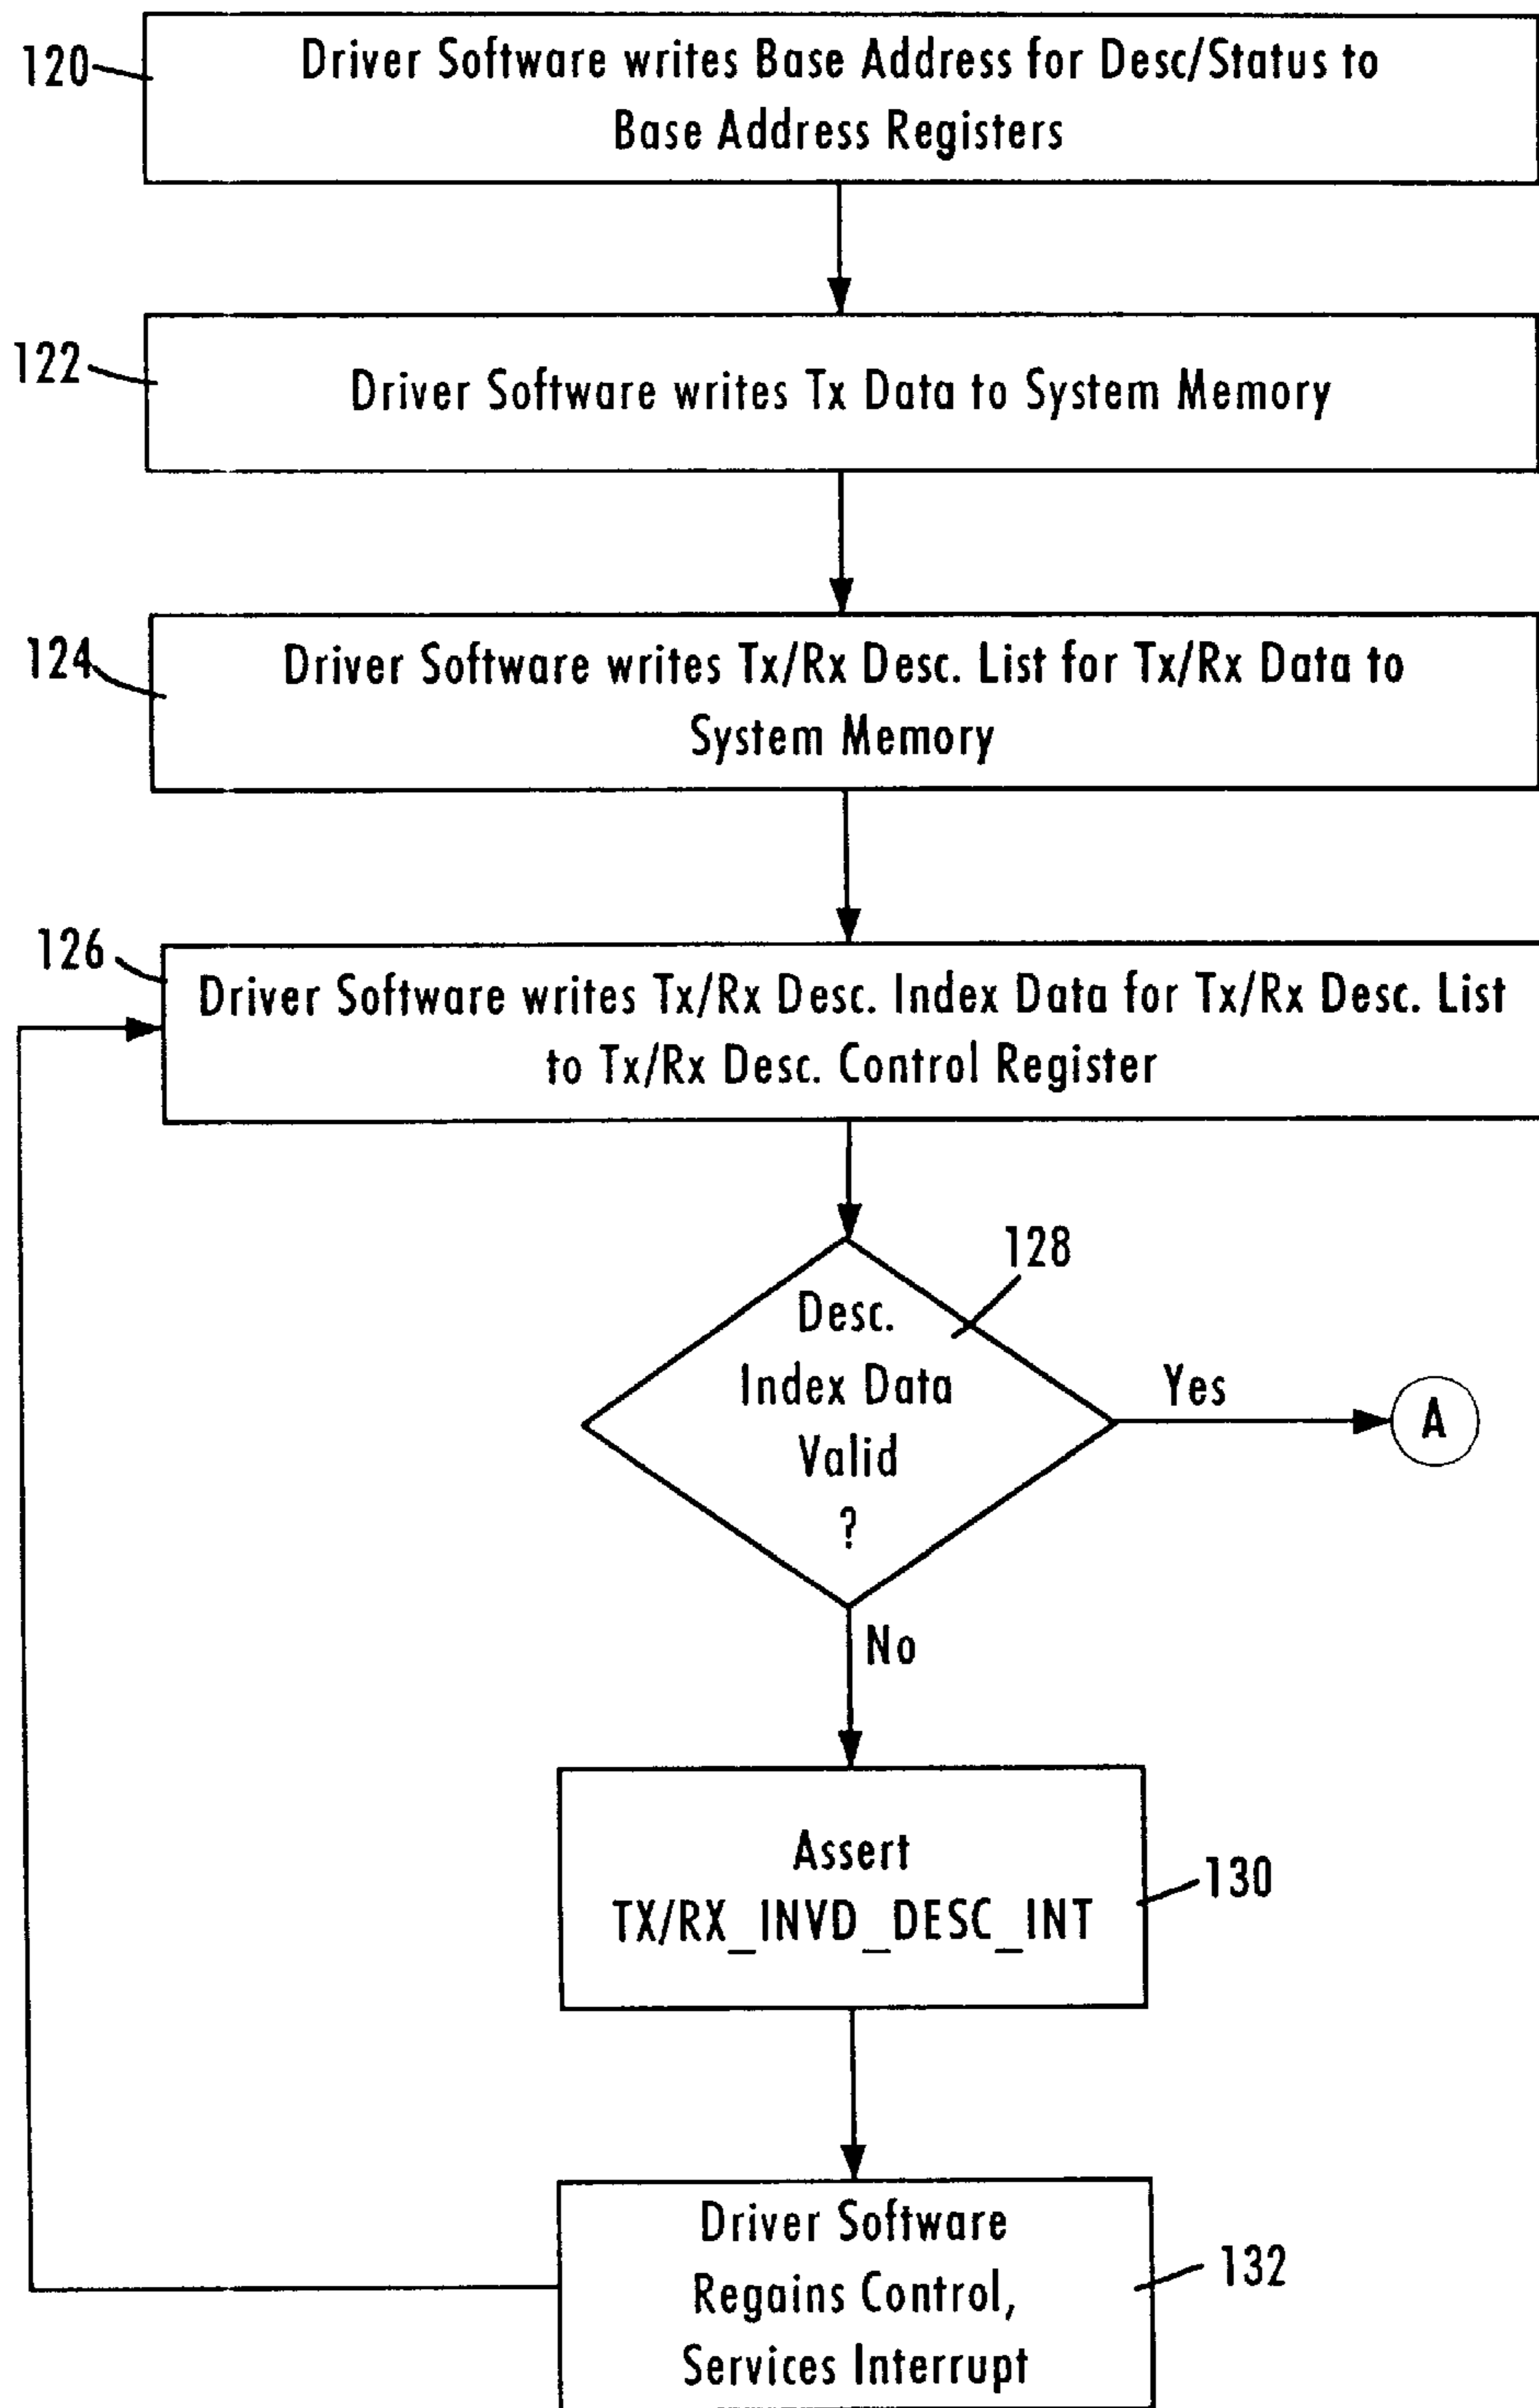 120
Driver Software writes Base Address for Desc/Status to
Base Address Registers
122
Driver Software writes Tx Data to System Memory
124
Driver Software writes Tx/Rx Desc. List for Tx/Rx Data to
System Memory
126
Driver Software writes Tx/Rx Desc. Index Data for Tx/Rx Desc. List
to Tx/Rx Desc. Control Register
128
Desc.
Index Data
Valid
?
Yes
A
No
Assert
TX/RX_INVD_DESC_INT
130
Driver Software
Regains Control,
Services Interrupt
132